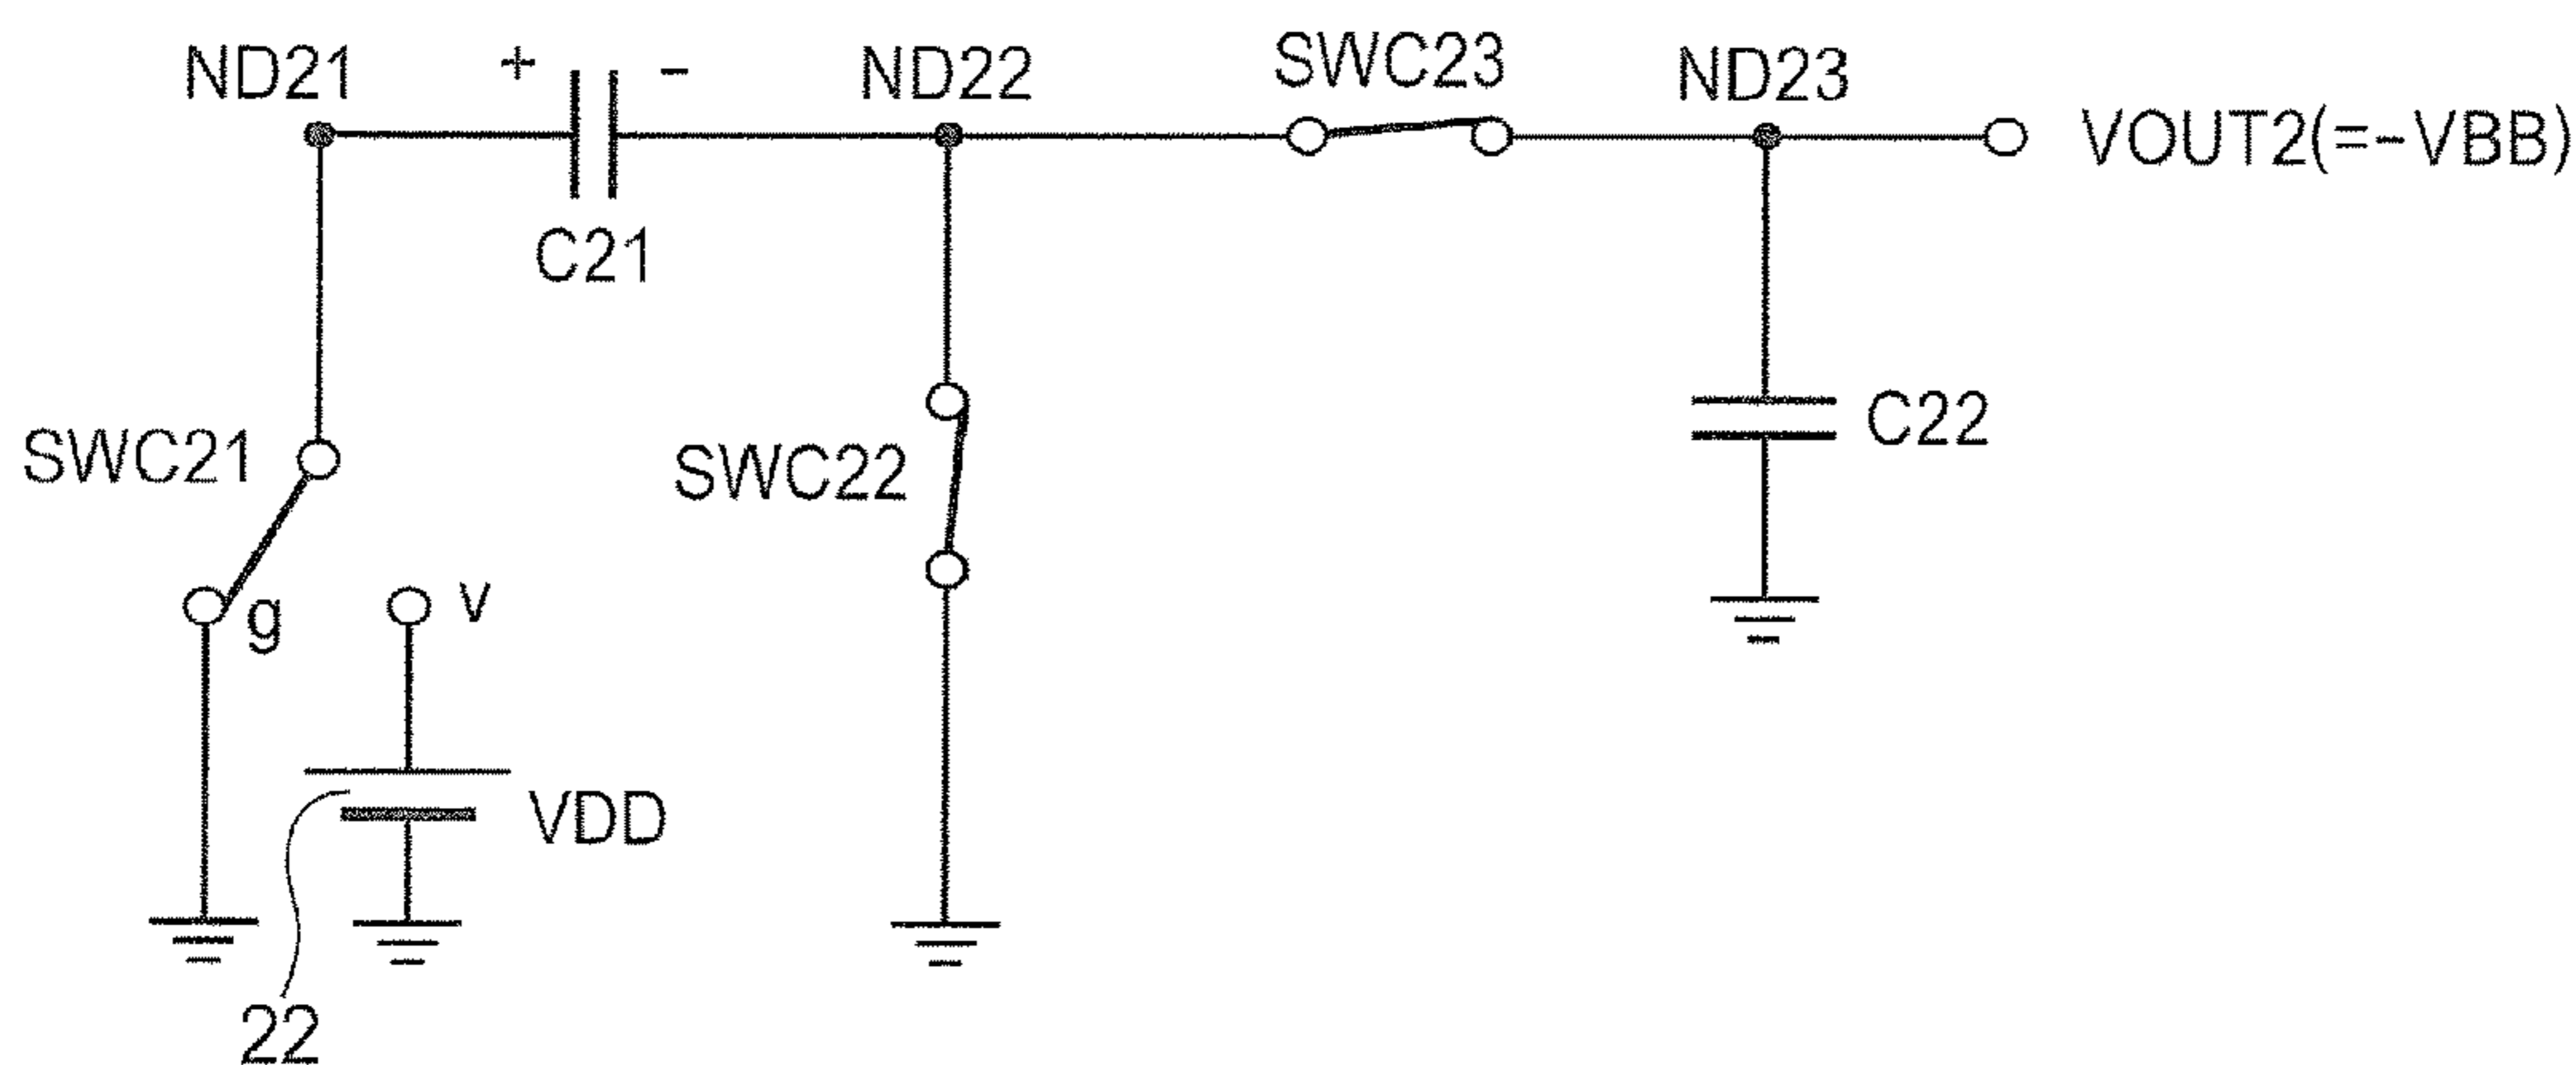 ND21
+
−
ND22
SWC23
ND23
VOUT2(=−VBB)
C21
SWC21
SWC22
C22
g
v
VDD
22